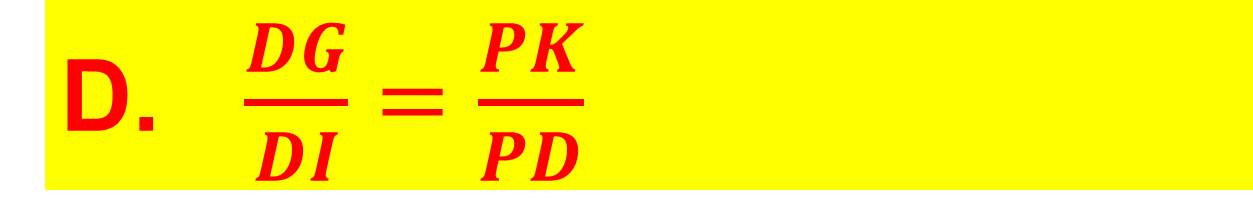 D. DG/DI = PK/PD